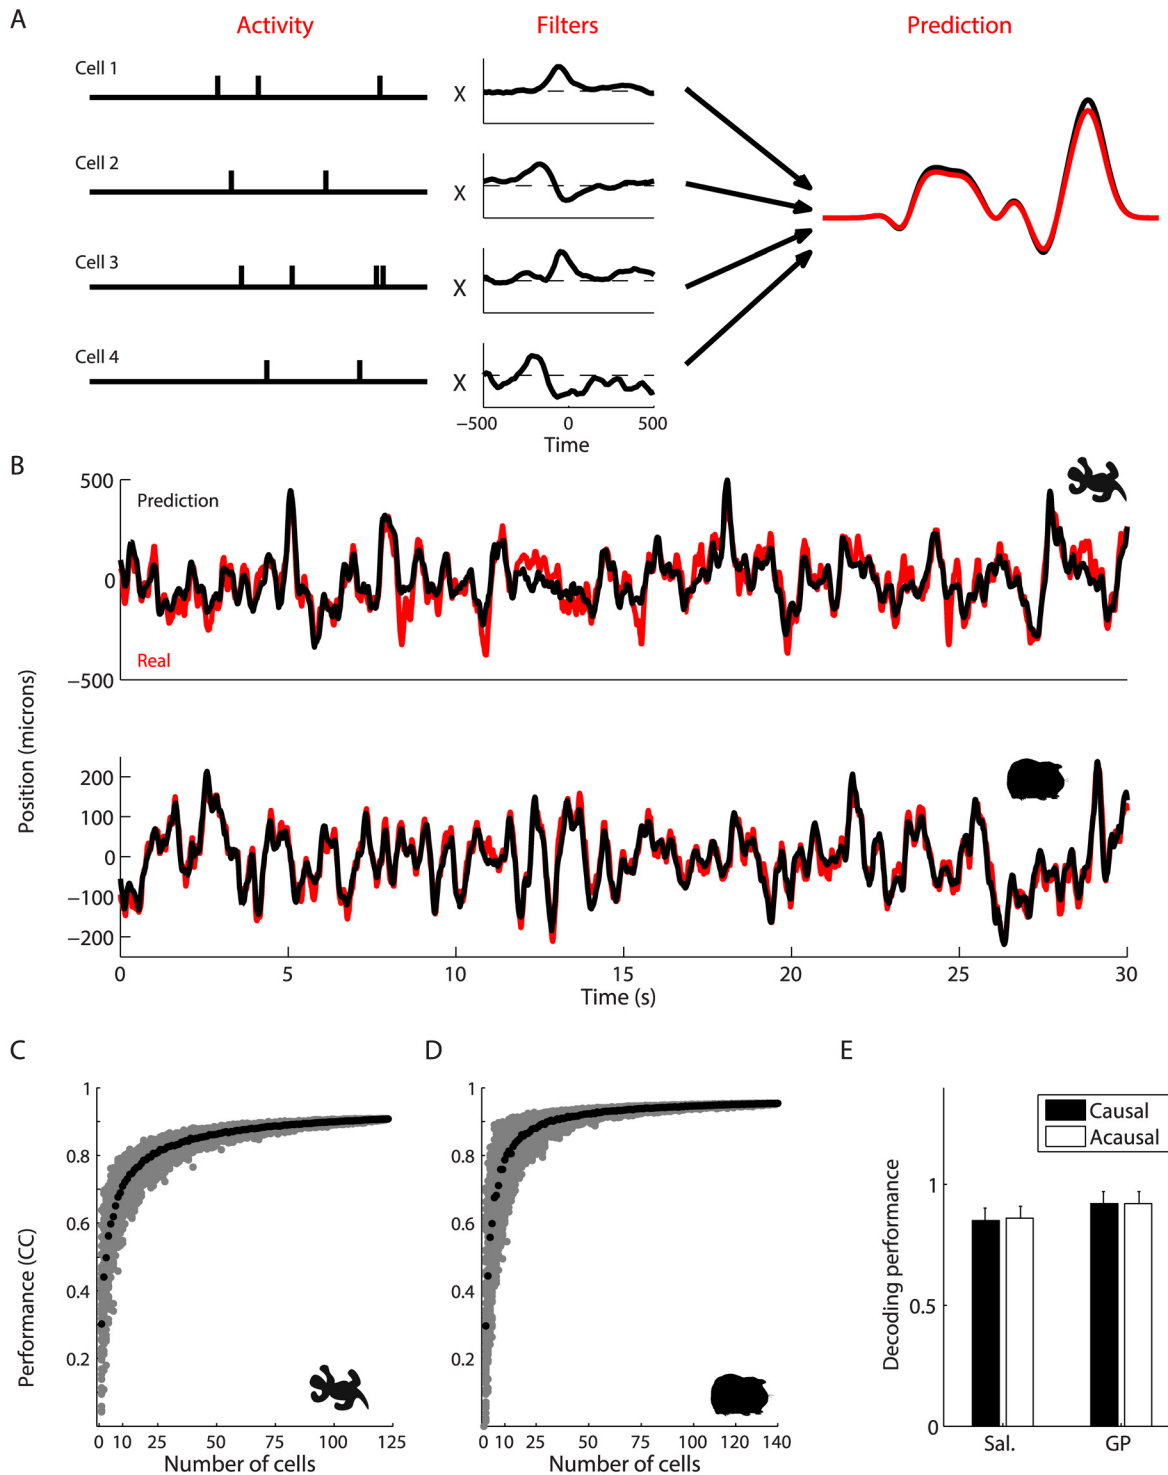 A
Activity
Filters
Prediction
Cell 1
X
Cell 2
X
Cell 3
X
Cell 4
X
−500 0 500
Time
B
500
Prediction
0
Real
−500
Position (microns)
200
100
0
−100
−200
0 5 10 15 20 25 30
Time (s)
C
1
0.8
0.6
0.4
0.2
Performance (CC)
0 10 25 50 75 100 125
Number of cells
D
1
0.8
0.6
0.4
0.2
0 10 25 50 75 100 120 140
Number of cells
E
Causal
Acausal
1
0.5
0
Decoding performance
Sal. GP